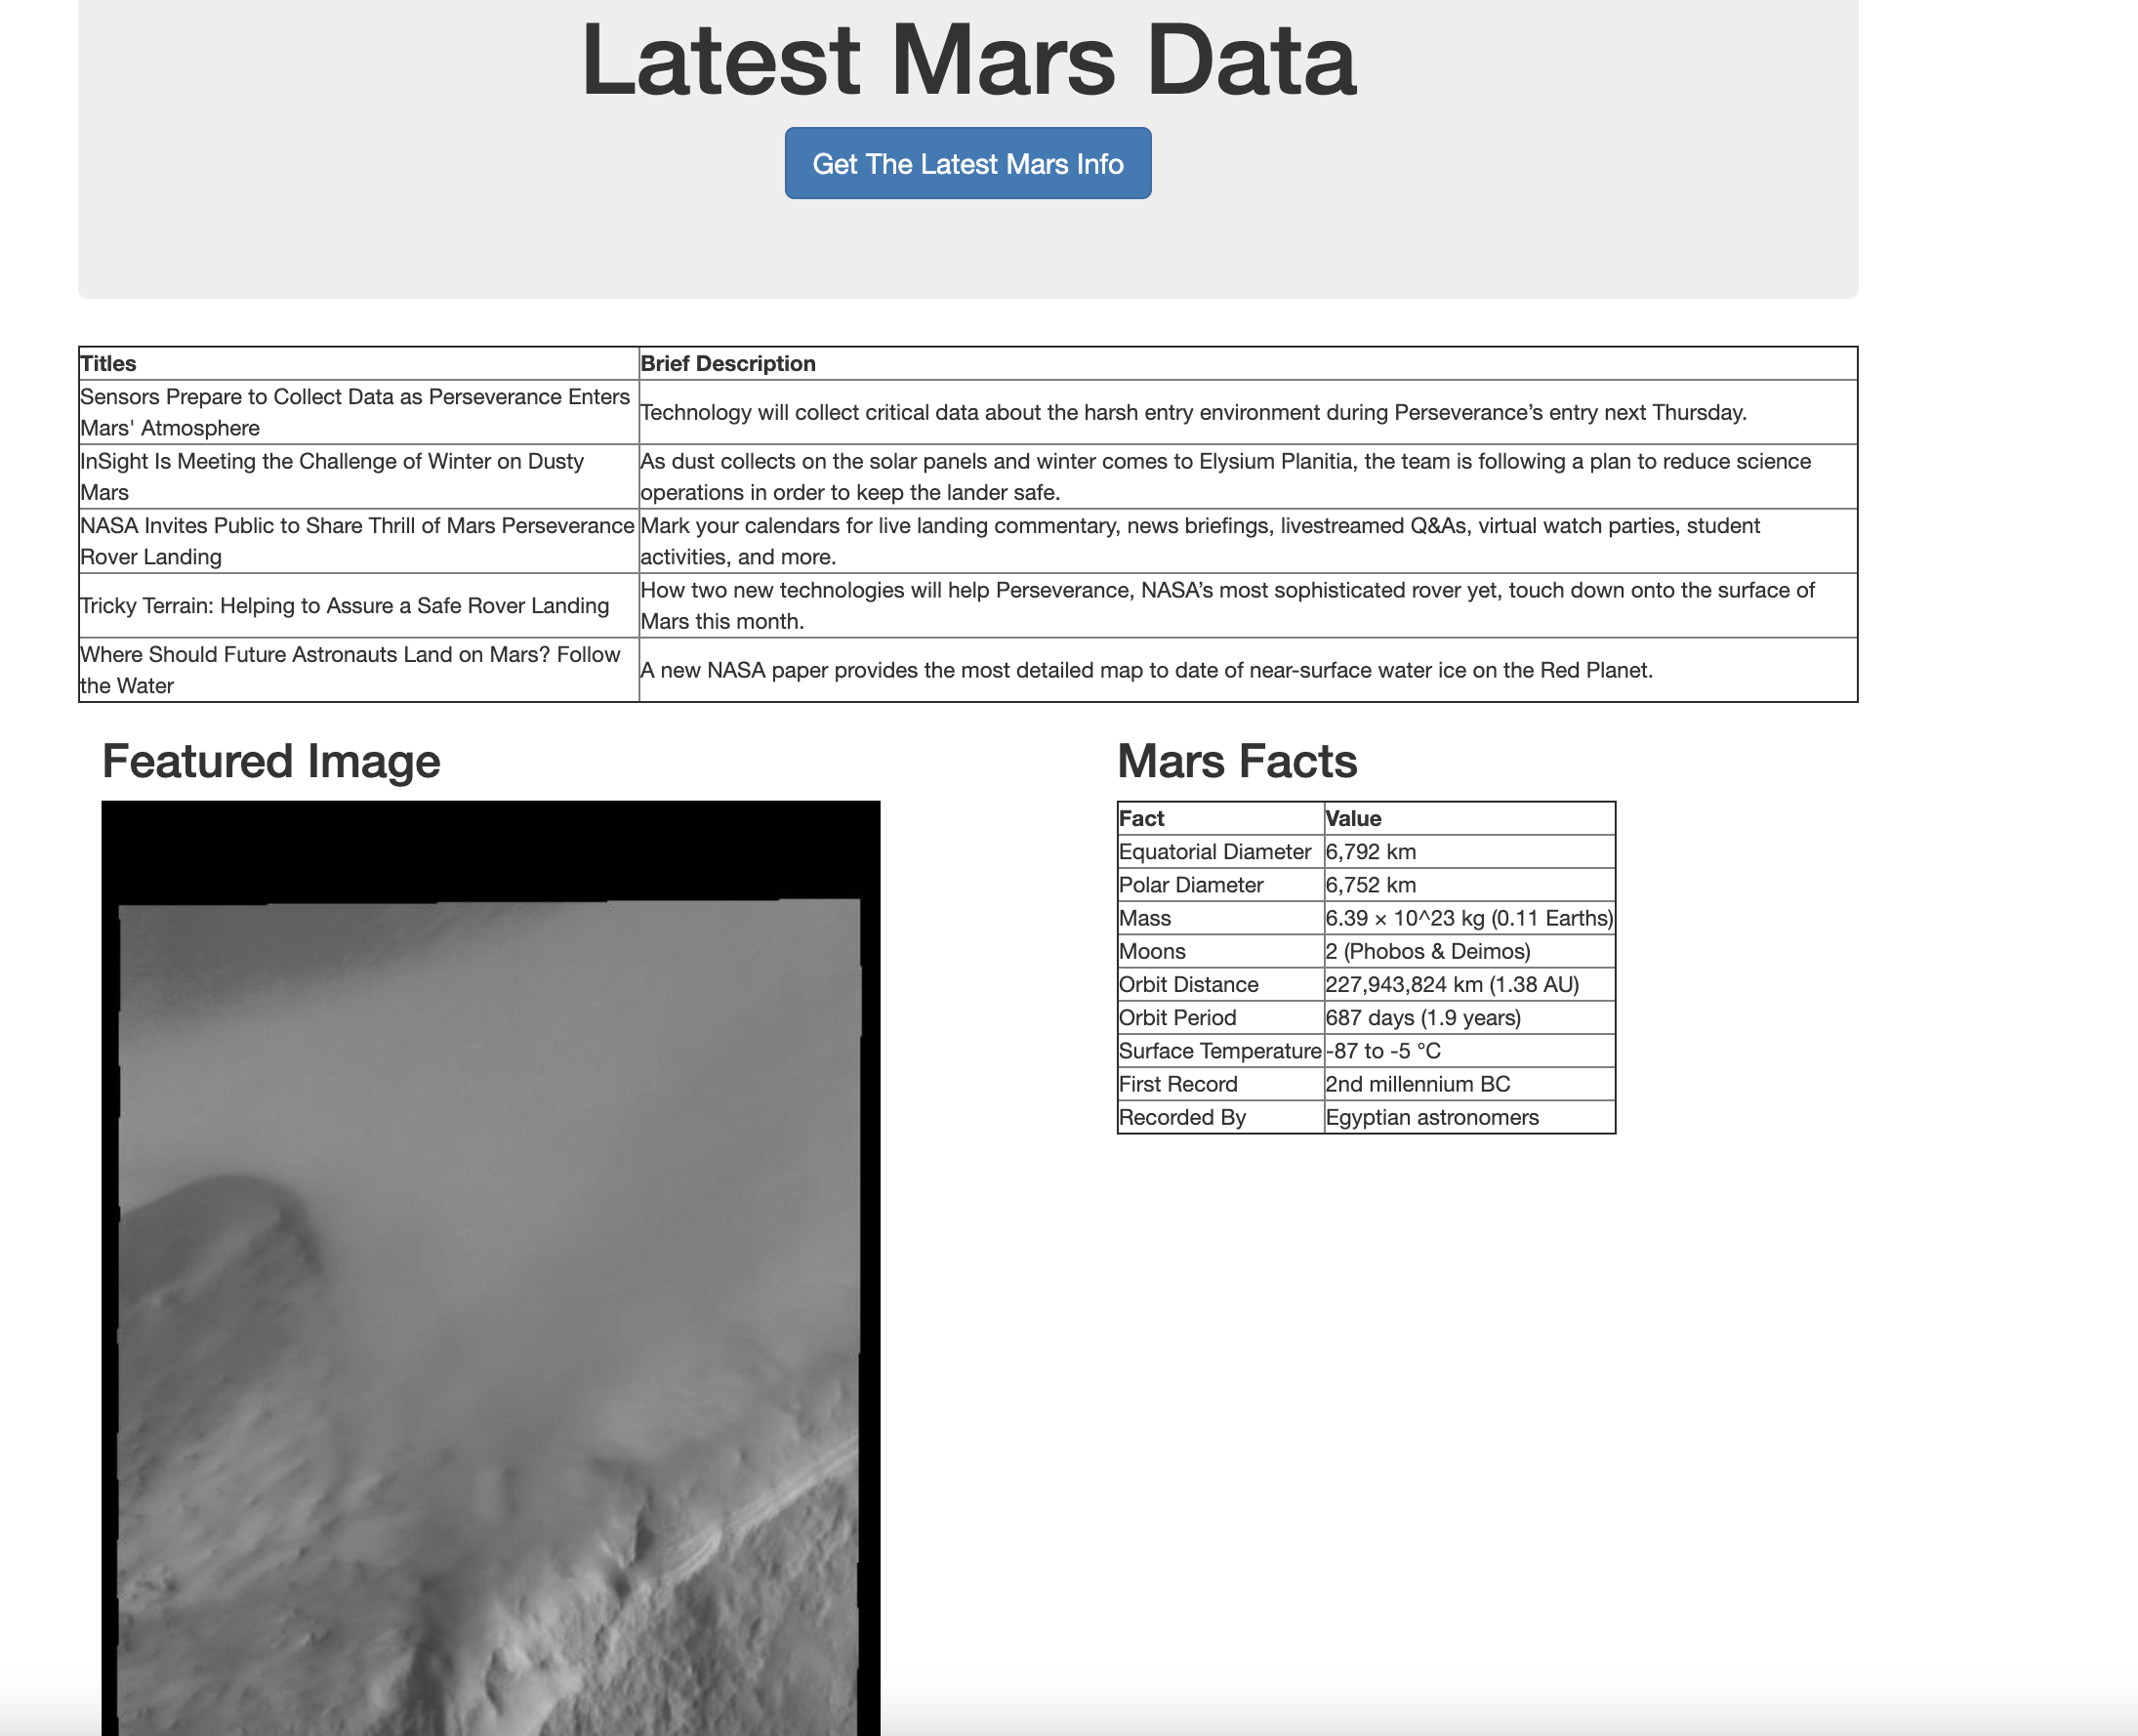 Latest Mars Data
Get The Latest Mars Info
Titles Brief Description
Sensors Prepare to Collect Data as Perseverance Enters
Mars' Atmosphere
Technology will collect critical data about the harsh entry environment during Perseverance’s entry next Thursday.
InSight Is Meeting the Challenge of Winter on Dusty
Mars
As dust collects on the solar panels and winter comes to Elysium Planitia, the team is following a plan to reduce science
operations in order to keep the lander safe.
NASA Invites Public to Share Thrill of Mars Perseverance
Rover Landing
Mark your calendars for live landing commentary, news briefings, livestreamed Q&As, virtual watch parties, student
activities, and more.
Tricky Terrain: Helping to Assure a Safe Rover Landing
How two new technologies will help Perseverance, NASA’s most sophisticated rover yet, touch down onto the surface of
Mars this month.
Where Should Future Astronauts Land on Mars? Follow
the Water
A new NASA paper provides the most detailed map to date of near-surface water ice on the Red Planet.
Featured Image
Mars Facts
Fact Value
Equatorial Diameter 6,792 km
Polar Diameter 6,752 km
Mass 6.39 × 10^23 kg (0.11 Earths)
Moons 2 (Phobos & Deimos)
Orbit Distance 227,943,824 km (1.38 AU)
Orbit Period 687 days (1.9 years)
Surface Temperature -87 to -5 °C
First Record 2nd millennium BC
Recorded By Egyptian astronomers